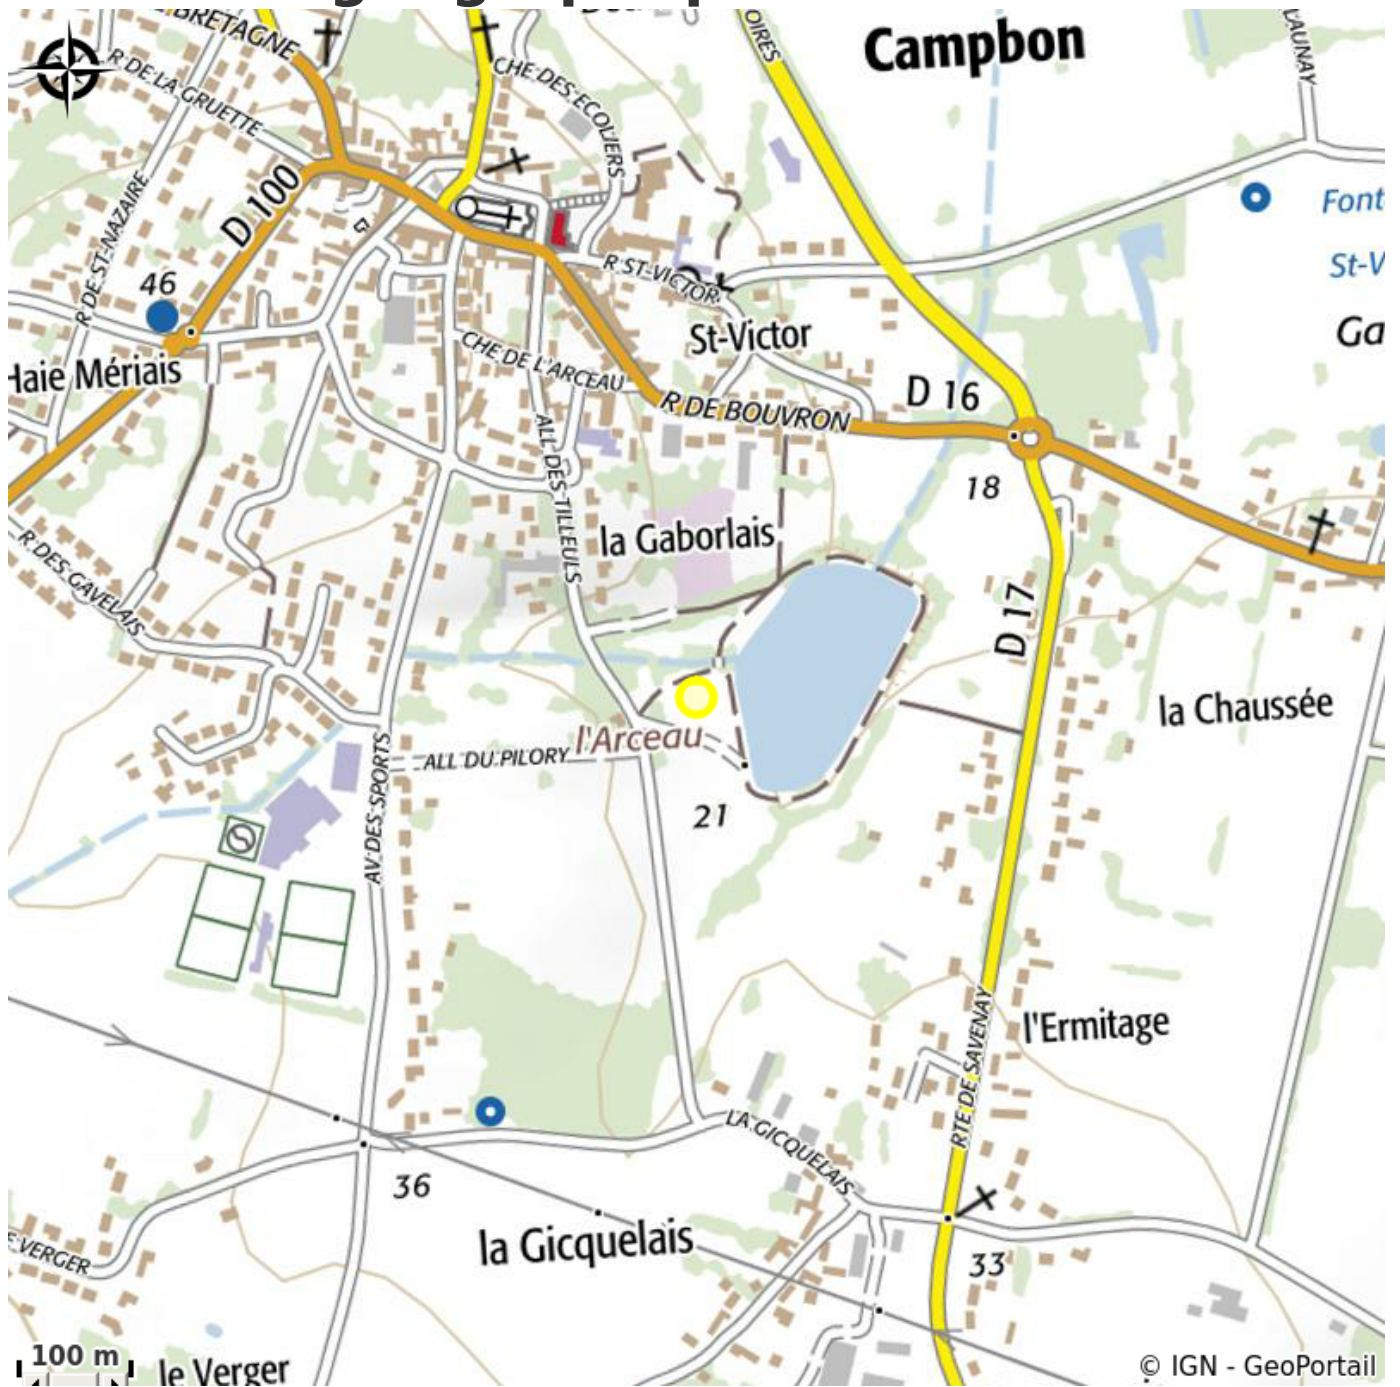 BRETAGNE
OIRES
Campbon
L'AUNAY
R DE LA GRUETTE
CHE DES ECOLIERS
R DE ST-NAZAIRE
D 100
Font
R ST-VICTOR
St-V
46
St-Victor
Ga
CHE DE L'ARCEAU
Haie Mériais
D 16
R DE BOUVRON
ALL DES TILLEULS
18
la Gaborlais
R DES GAVELAIS
D 17
la Chaussée
l'Arceau
ALL DU PILORY
AV DES SPORTS
21
l'Ermitage
RTE DE SAVENAY
LA GICQUELAIS
36
la Gicquelais
VERGER
33
100 m
le Verger
© IGN - GeoPortail